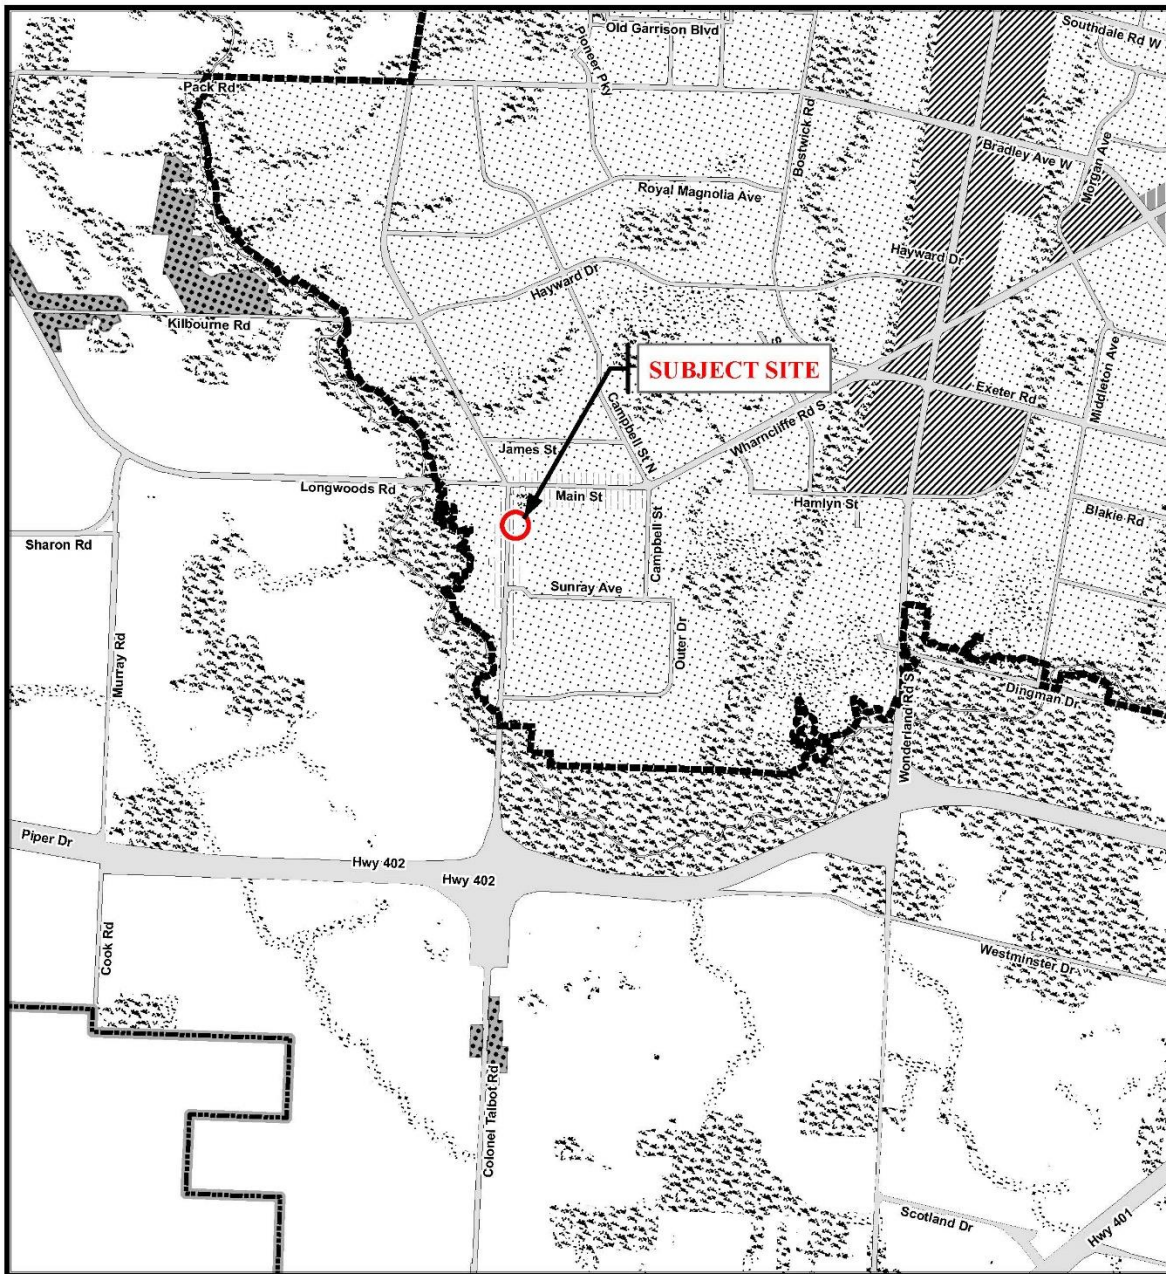 Old Garrison Blvd
Southdale Rd W
Pioneer Pky
Pack Rd
Bostwick Rd
Bradley Ave W
Morgan Ave
Royal Magnolia Ave
Hayward Dr
Hayward Dr
Kilbourne Rd
SUBJECT SITE
Middleton Ave
Exeter Rd
Campbell St N
Wharncliffe Rd S
James St
Longwoods Rd
Main St
Hamlyn St
Blakie Rd
Sharon Rd
Campbell St
Sunray Ave
Outer Dr
Murray Rd
Dingman Dr
Wonderland Rd S
Piper Dr
Hwy 402
Hwy 402
Cook Rd
Westminster Dr
Colonel Talbot Rd
Scotland Dr
Hwy 401